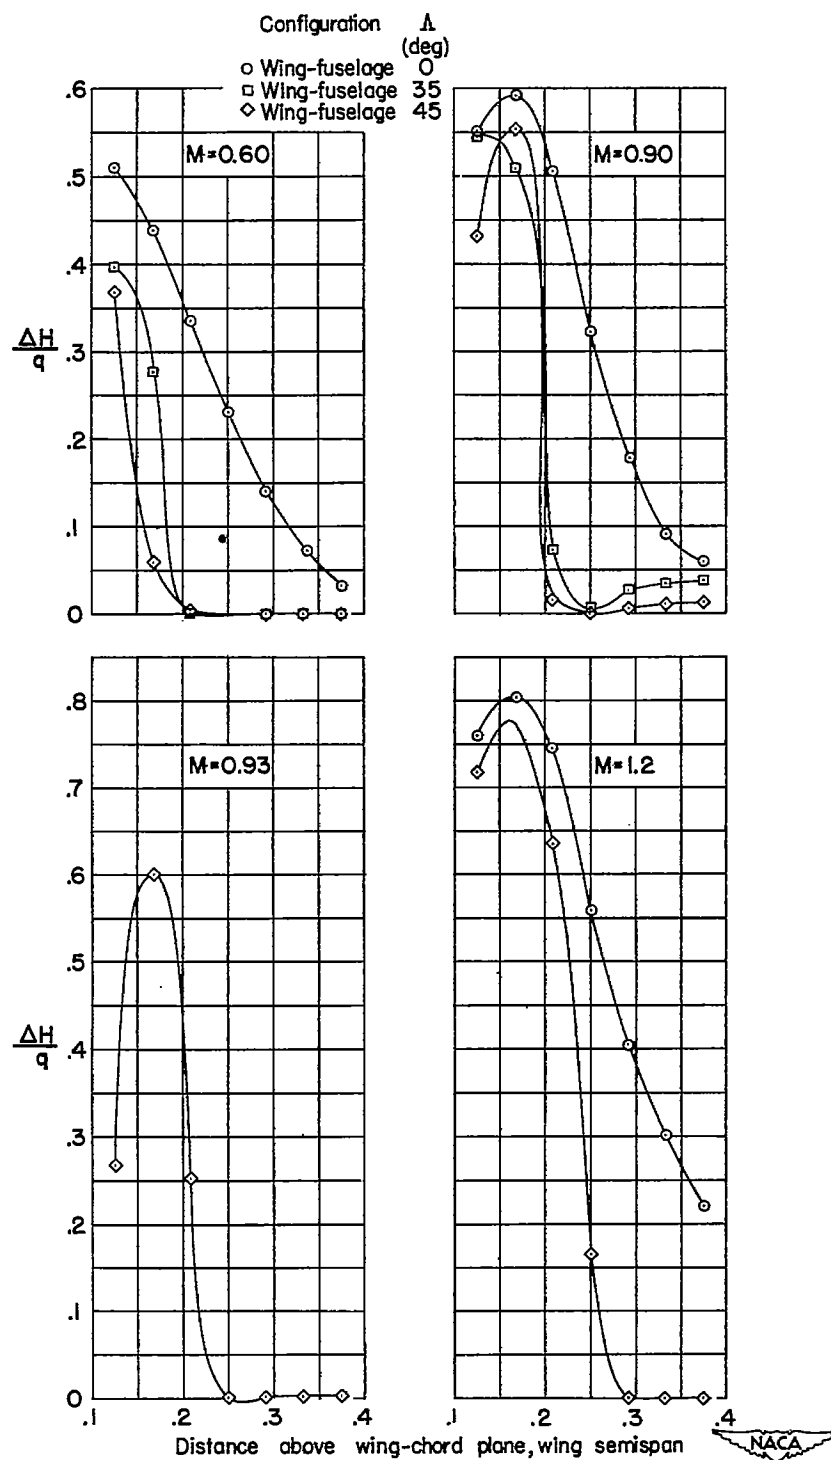 Configuration Λ
(deg)
Wing-fuselage 0
Wing-fuselage 35
Wing-fuselage 45
.6
.5
.4
.3
.2
.1
0
ΔH/q
M=0.60
M=0.90
.8
.7
.6
.5
.4
.3
.2
.1
0
ΔH/q
M=0.93
M=1.2
.1 .2 .3 .4 .1 .2 .3 .4
Distance above wing-chord plane, wing semispan
NACA